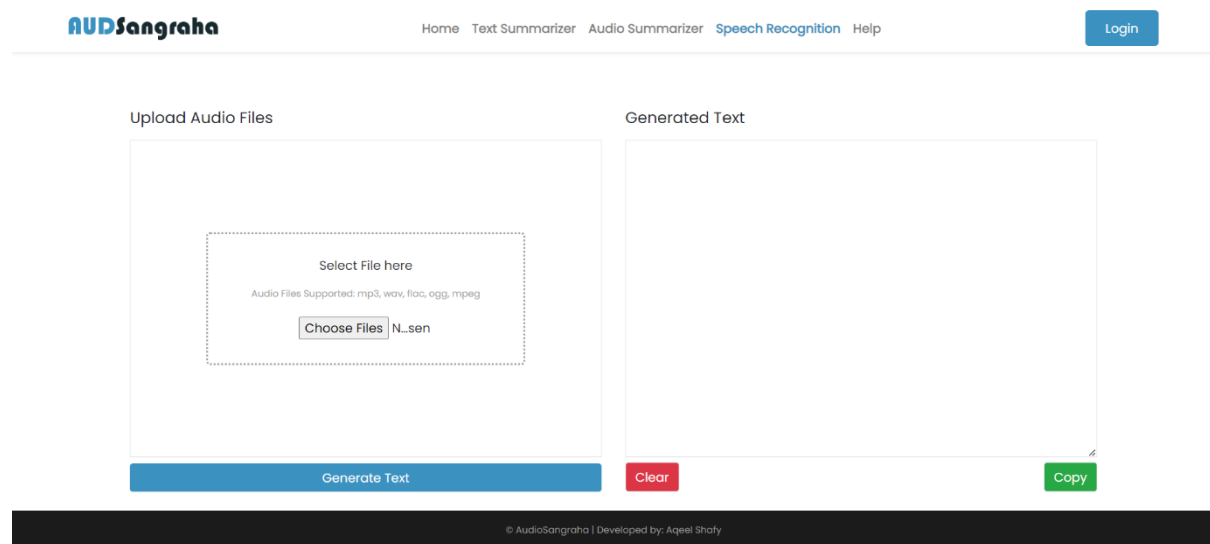 AUDSangraha
Home Text Summarizer Audio Summarizer Speech Recognition Help
Login
Upload Audio Files
Select File here
Audio Files Supported: mp3, wav, flac, ogg, mpeg
Choose Files N...sen
Generate Text
Generated Text
Clear
Copy
© AudioSangraha | Developed by: Aqeel Shafy